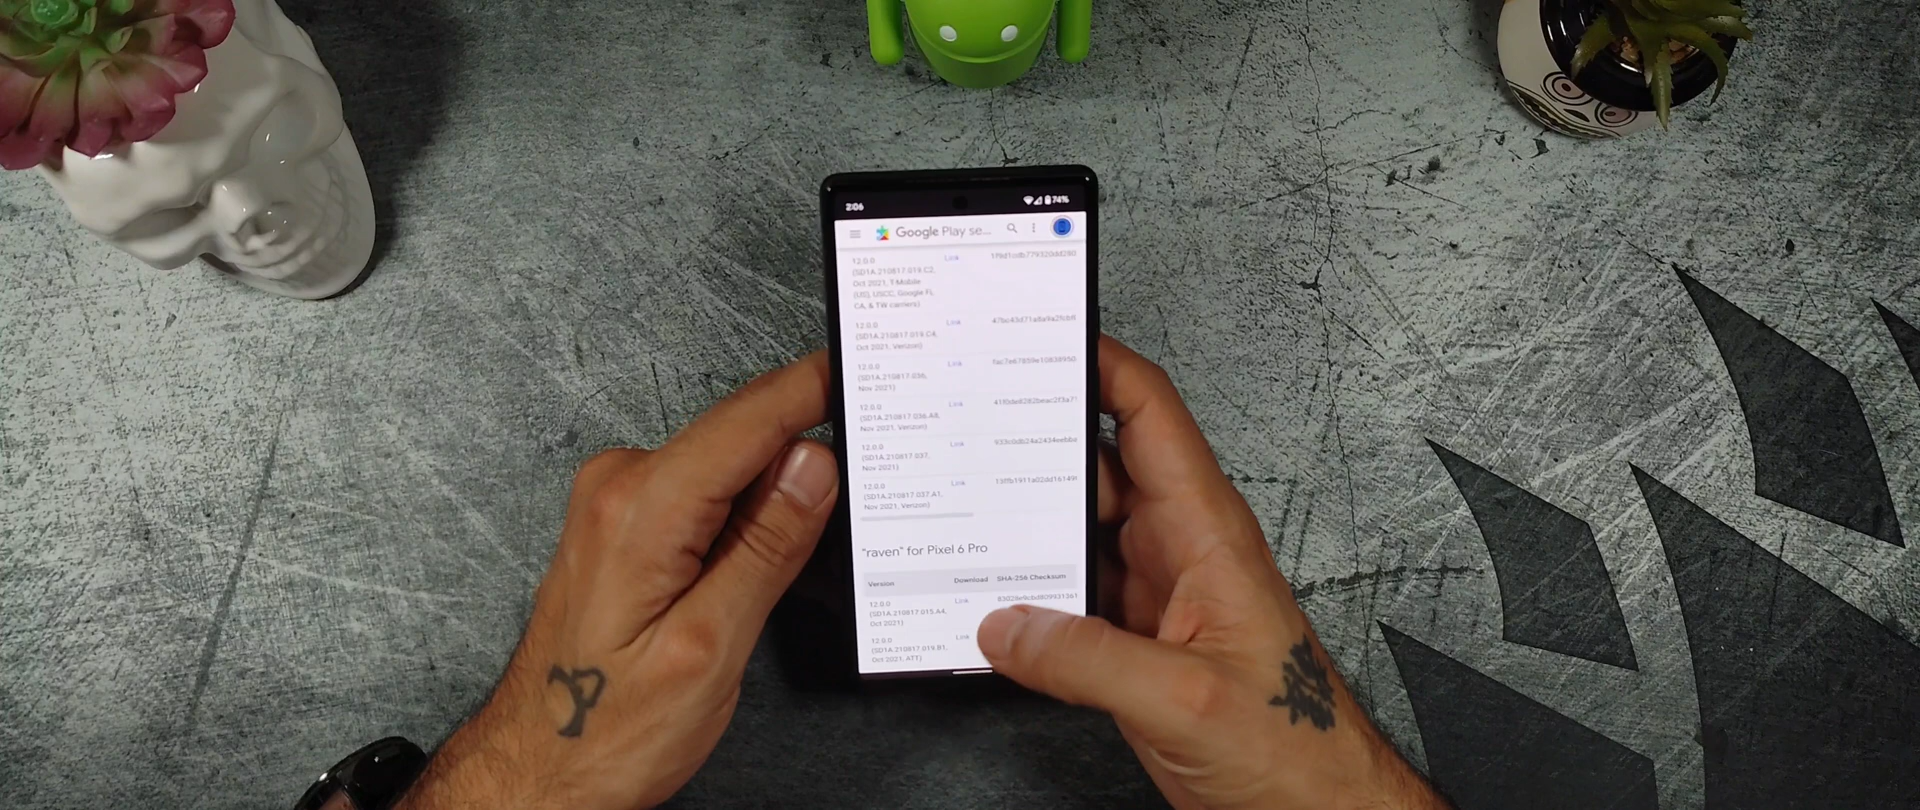 2:06
74%
Google Play se...
12.0.0
Link
(SD1A.210817.019.C2,
Oct 2021, T-Mobile
(US), USCC, Google Fi,
CA, & TW carriers)
12.0.0
Link
(SD1A.210817.019.C4,
Oct 2021, Verizon)
12.0.0
Link
(SD1A.210817.036,
Nov 2021)
12.0.0
Link
(SD1A.210817.036.A8,
Nov 2021, Verizon)
12.0.0
Link
(SD1A.210817.037,
Nov 2021)
12.0.0
Link
(SD1A.210817.037.A1,
Nov 2021, Verizon)
"raven" for Pixel 6 Pro
Version Download SHA-256 Checksum
12.0.0
Link
(SD1A.210817.015.A4,
Oct 2021)
12.0.0
Link
(SD1A.210817.019.B1,
Oct 2021, ATT)